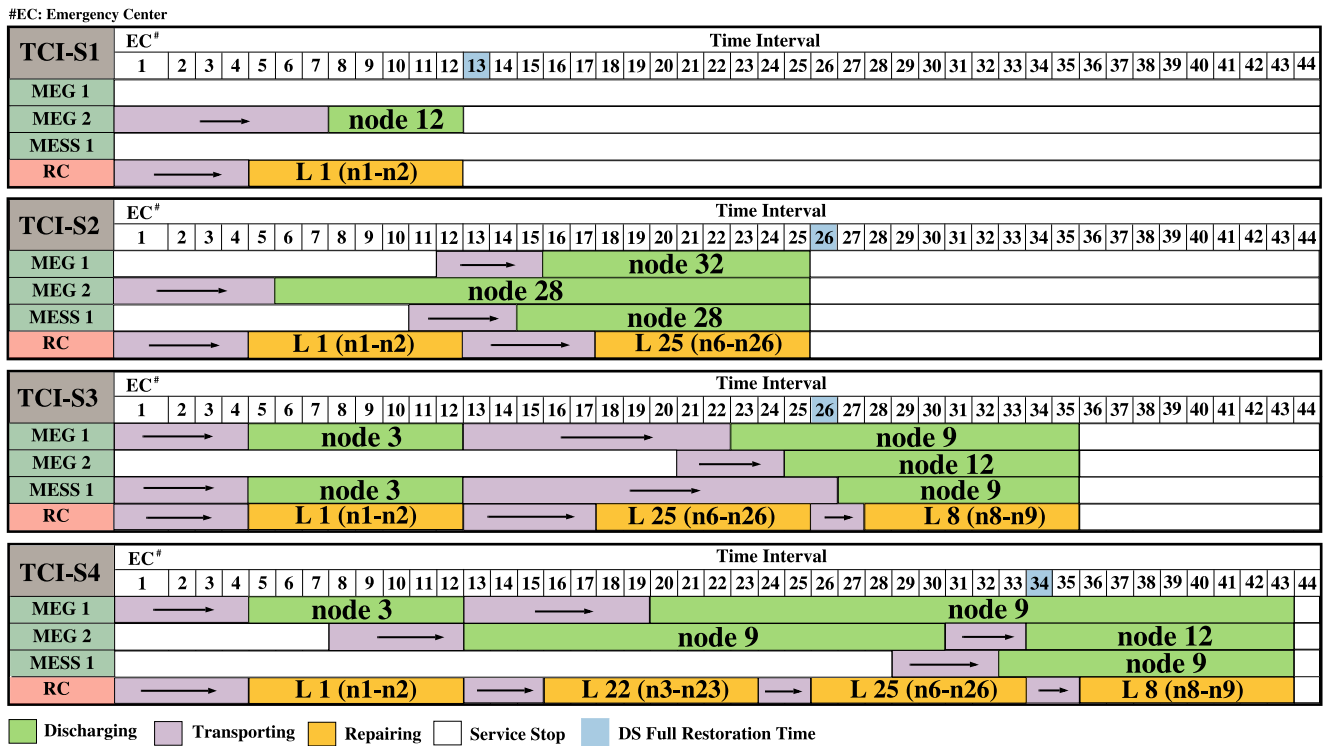 #EC: Emergency Center
TCI-S1 EC# Time Interval
1 2 3 4 5 6 7 8 9 10 11 12 13 14 15 16 17 18 19 20 21 22 23 24 25 26 27 28 29 30 31 32 33 34 35 36 37 38 39 40 41 42 43 44
MEG 1
MEG 2 node 12
MESS 1
RC L 1 (n1-n2)
TCI-S2 EC# Time Interval
1 2 3 4 5 6 7 8 9 10 11 12 13 14 15 16 17 18 19 20 21 22 23 24 25 26 27 28 29 30 31 32 33 34 35 36 37 38 39 40 41 42 43 44
MEG 1 node 32
MEG 2 node 28
MESS 1 node 28
RC L 1 (n1-n2) L 25 (n6-n26)
TCI-S3 EC# Time Interval
1 2 3 4 5 6 7 8 9 10 11 12 13 14 15 16 17 18 19 20 21 22 23 24 25 26 27 28 29 30 31 32 33 34 35 36 37 38 39 40 41 42 43 44
MEG 1 node 3 node 9
MEG 2 node 12
MESS 1 node 3 node 9
RC L 1 (n1-n2) L 25 (n6-n26) L 8 (n8-n9)
TCI-S4 EC# Time Interval
1 2 3 4 5 6 7 8 9 10 11 12 13 14 15 16 17 18 19 20 21 22 23 24 25 26 27 28 29 30 31 32 33 34 35 36 37 38 39 40 41 42 43 44
MEG 1 node 3 node 9
MEG 2 node 9 node 12
MESS 1 node 9
RC L 1 (n1-n2) L 22 (n3-n23) L 25 (n6-n26) L 8 (n8-n9)
Discharging Transporting Repairing Service Stop DS Full Restoration Time